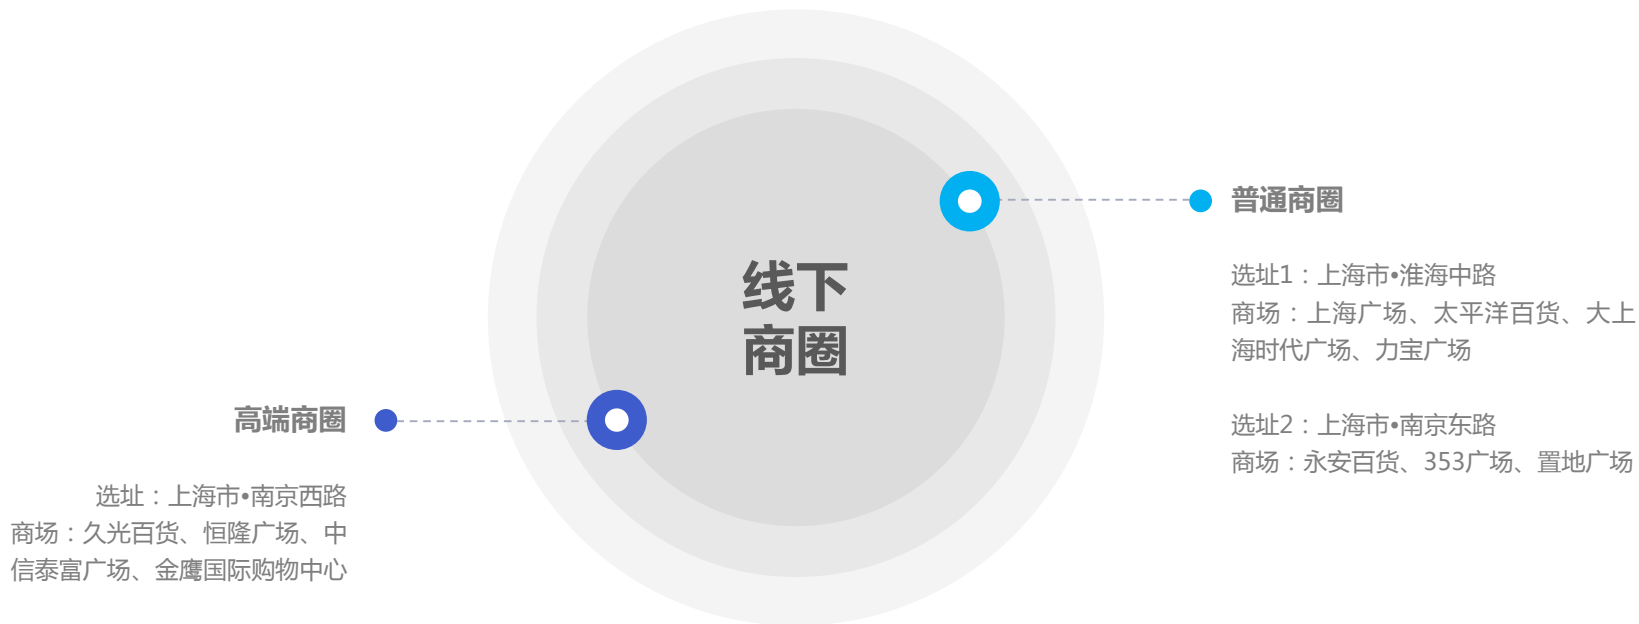 线下
商圈
普通商圈
选址1：上海市•淮海中路
商场：上海广场、太平洋百货、大上
海时代广场、力宝广场
选址2：上海市•南京东路
商场：永安百货、353广场、置地广场
高端商圈
选址：上海市•南京西路
商场：久光百货、恒隆广场、中
信泰富广场、金鹰国际购物中心